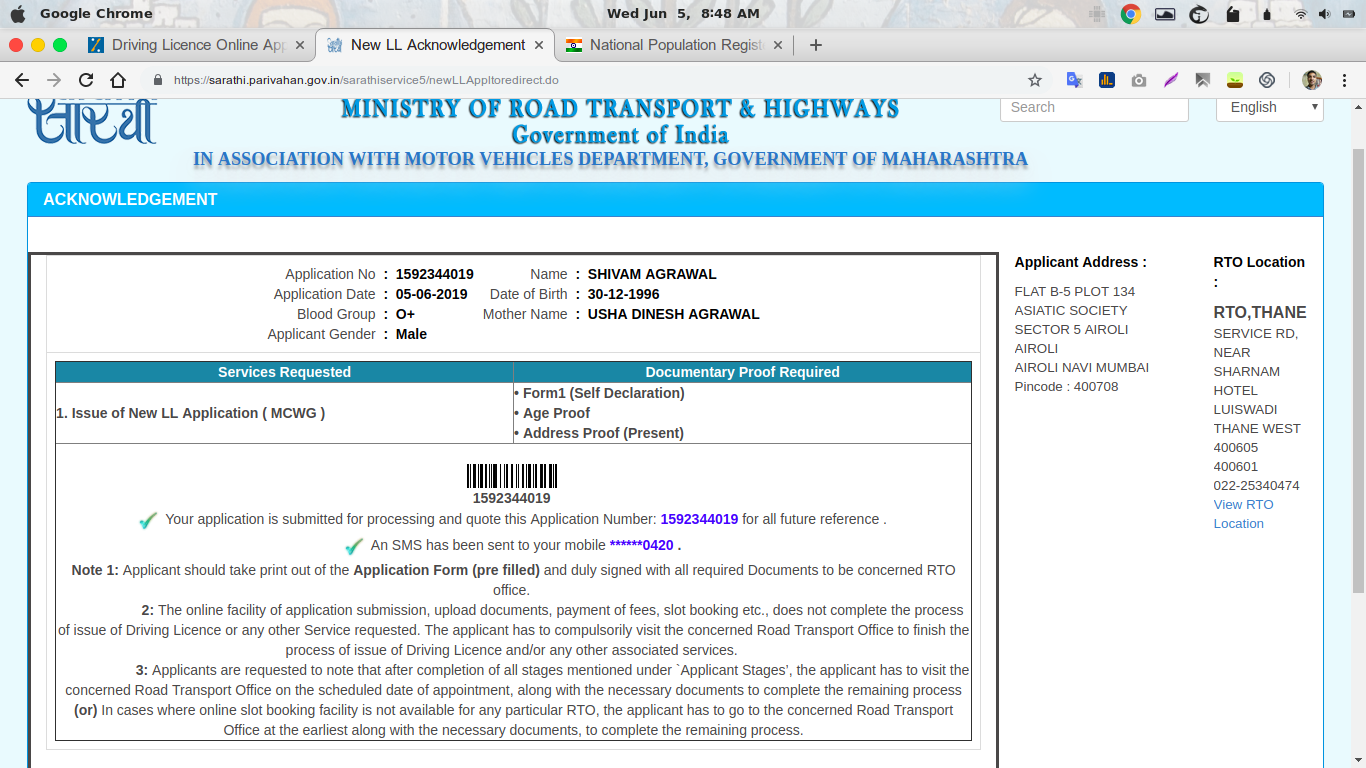 Google Chrome
Wed Jun 5, 8:48 AM
Driving Licence Online App
New LL Acknowledgement
National Population Regist
https://sarathi.parivahan.gov.in/sarathiservice5/newLLAppltoredirect.do
सारथी
MINISTRY OF ROAD TRANSPORT & HIGHWAYS
Government of India
IN ASSOCIATION WITH MOTOR VEHICLES DEPARTMENT, GOVERNMENT OF MAHARASHTRA
Search
English
ACKNOWLEDGEMENT
Application No : 1592344019 Name : SHIVAM AGRAWAL
Application Date : 05-06-2019 Date of Birth : 30-12-1996
Blood Group : O+ Mother Name : USHA DINESH AGRAWAL
Applicant Gender : Male
Services Requested Documentary Proof Required
1. Issue of New LL Application ( MCWG )
• Form1 (Self Declaration)
• Age Proof
• Address Proof (Present)
1592344019
Your application is submitted for processing and quote this Application Number: 1592344019 for all future reference .
An SMS has been sent to your mobile ******0420 .
Note 1: Applicant should take print out of the Application Form (pre filled) and duly signed with all required Documents to be concerned RTO
office.
2: The online facility of application submission, upload documents, payment of fees, slot booking etc., does not complete the process
of issue of Driving Licence or any other Service requested. The applicant has to compulsorily visit the concerned Road Transport Office to finish the
process of issue of Driving Licence and/or any other associated services.
3: Applicants are requested to note that after completion of all stages mentioned under `Applicant Stages’, the applicant has to visit the
concerned Road Transport Office on the scheduled date of appointment, along with the necessary documents to complete the remaining process
(or) In cases where online slot booking facility is not available for any particular RTO, the applicant has to go to the concerned Road Transport
Office at the earliest along with the necessary documents, to complete the remaining process.
Applicant Address :
FLAT B-5 PLOT 134
ASIATIC SOCIETY
SECTOR 5 AIROLI
AIROLI
AIROLI NAVI MUMBAI
Pincode : 400708
RTO Location
:
RTO,THANE
SERVICE RD,
NEAR
SHARNAM
HOTEL
LUISWADI
THANE WEST
400605
400601
022-25340474
View RTO
Location